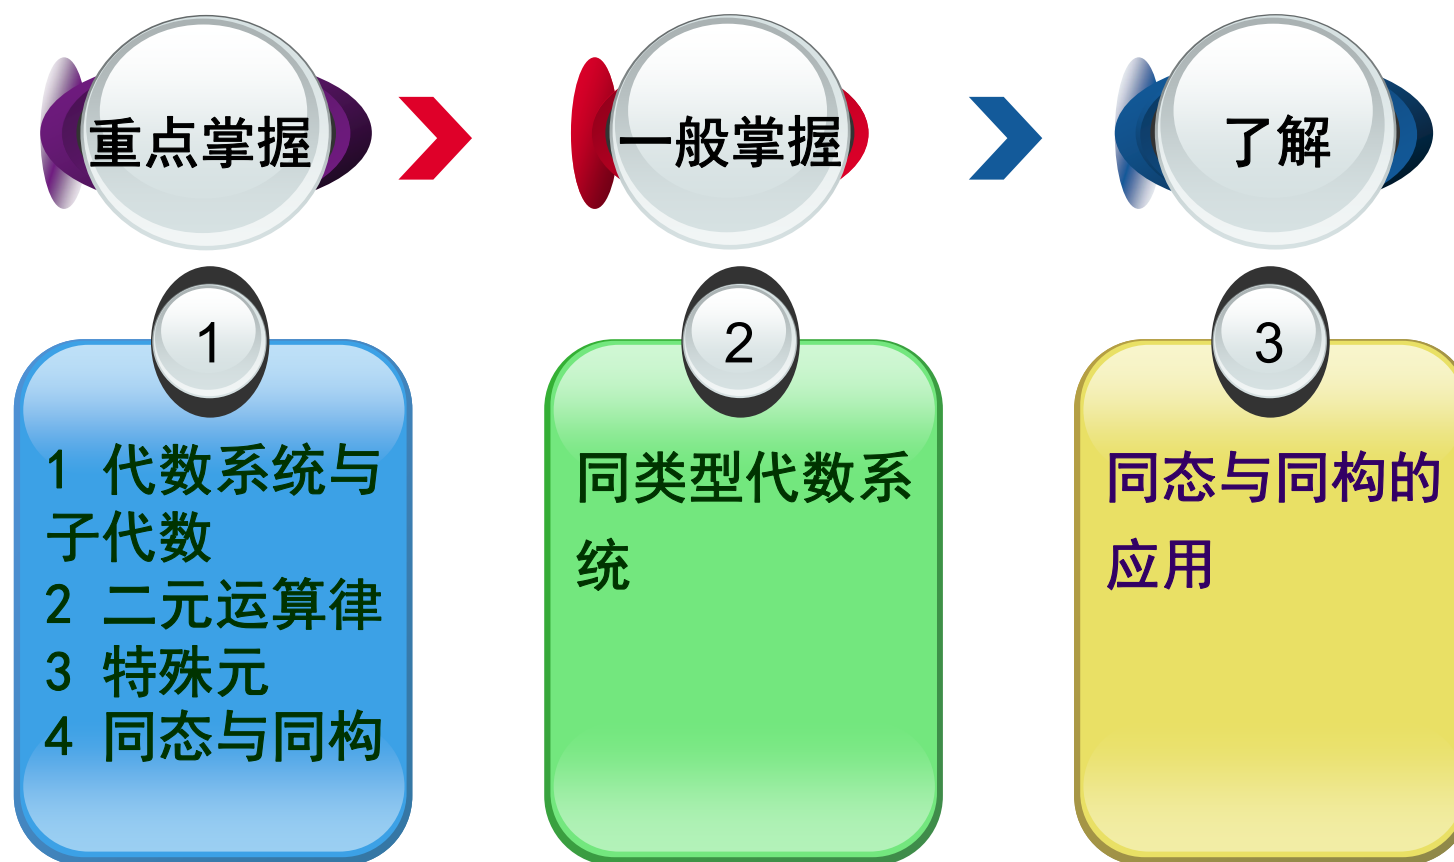 重点掌握
一般掌握
了解
1
1 代数系统与
子代数
2 二元运算律
3 特殊元
4 同态与同构
2
同类型代数系
统
3
同态与同构的
应用